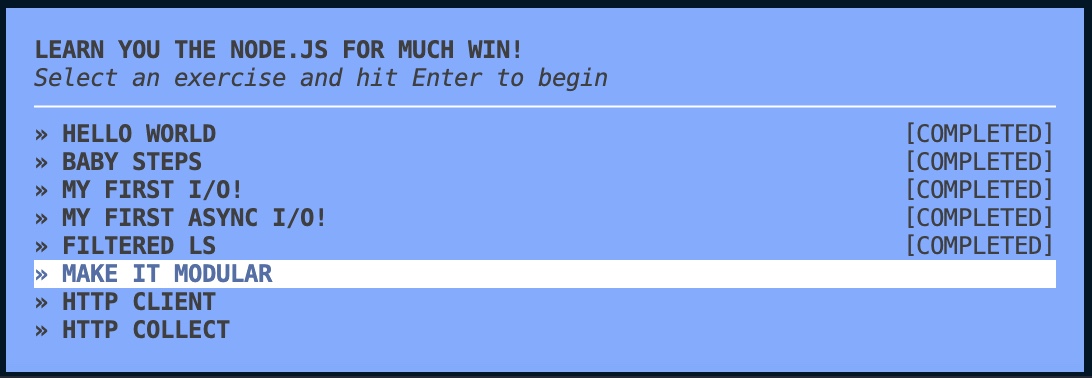 LEARN YOU THE NODE.JS FOR MUCH WIN!
Select an exercise and hit Enter to begin
» HELLO WORLD [COMPLETED]
» BABY STEPS [COMPLETED]
» MY FIRST I/O! [COMPLETED]
» MY FIRST ASYNC I/O! [COMPLETED]
» FILTERED LS [COMPLETED]
» MAKE IT MODULAR
» HTTP CLIENT
» HTTP COLLECT